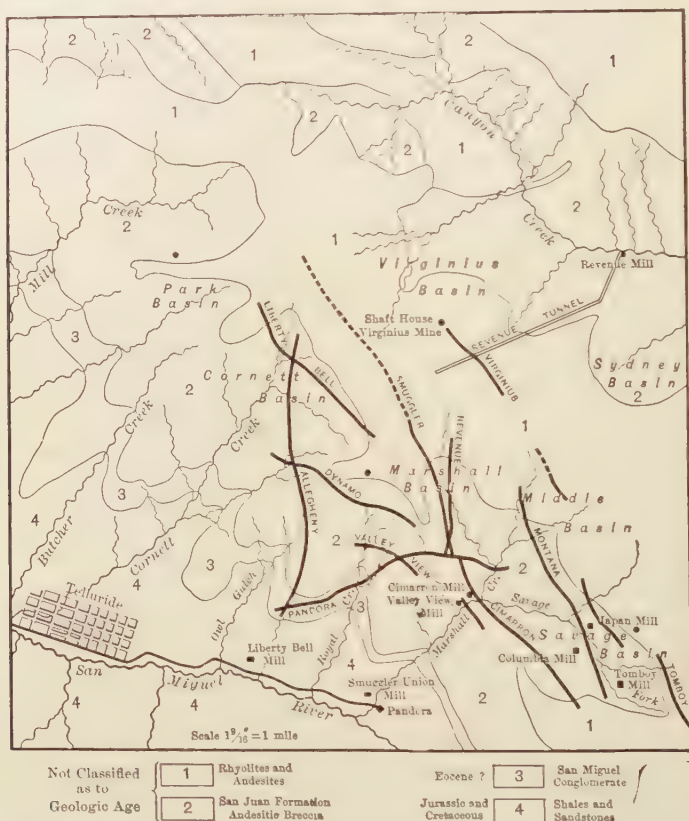 2
2
1
2
1
1
Canyon
2
2
1
2
Creek
2
Mill
Park
Basin
3
1
Creek
Virginius
Basin
Revenue Mill
Shaft House
Virginius Mine
REVENUE TUNNEL
VIRGINIUS
Sydney
Basin
2
LIBERTY
BELL
Cornett
Basin
2
SMUGGLER
REVENUE
1
Creek
Creek
Marshall
Basin
Middle
Basin
DYNAMO
ALLEGHENY
MONTANA
3
4
Butcher
Cornett
4
3
2
VALLEY
VIEW
2
PANDORA
3
Cimarron Mill
Valley View
Mill
Cr.
Savage
CIMARRON
Savage
Basin
Japan Mill
Columbia Mill
Tomboy
Mill
TOMBOY
Fork
Telluride
Gulch
Liberty Bell
Mill
Royal
Cr.
4
Marshall
Smuggler Union
Mill
Pandora
San
Miguel
River
4
4
2
1
Scale 1 9/16" = 1 mile
Not Classified
as to
Geologic Age
1 Rhyolites and
Andesites
2 San Juan Formation
Andesitic Breccia
Eocene ? 3 San Miguel
Conglomerate
Jurassic and
Cretaceous 4 Shales and
Sandstones